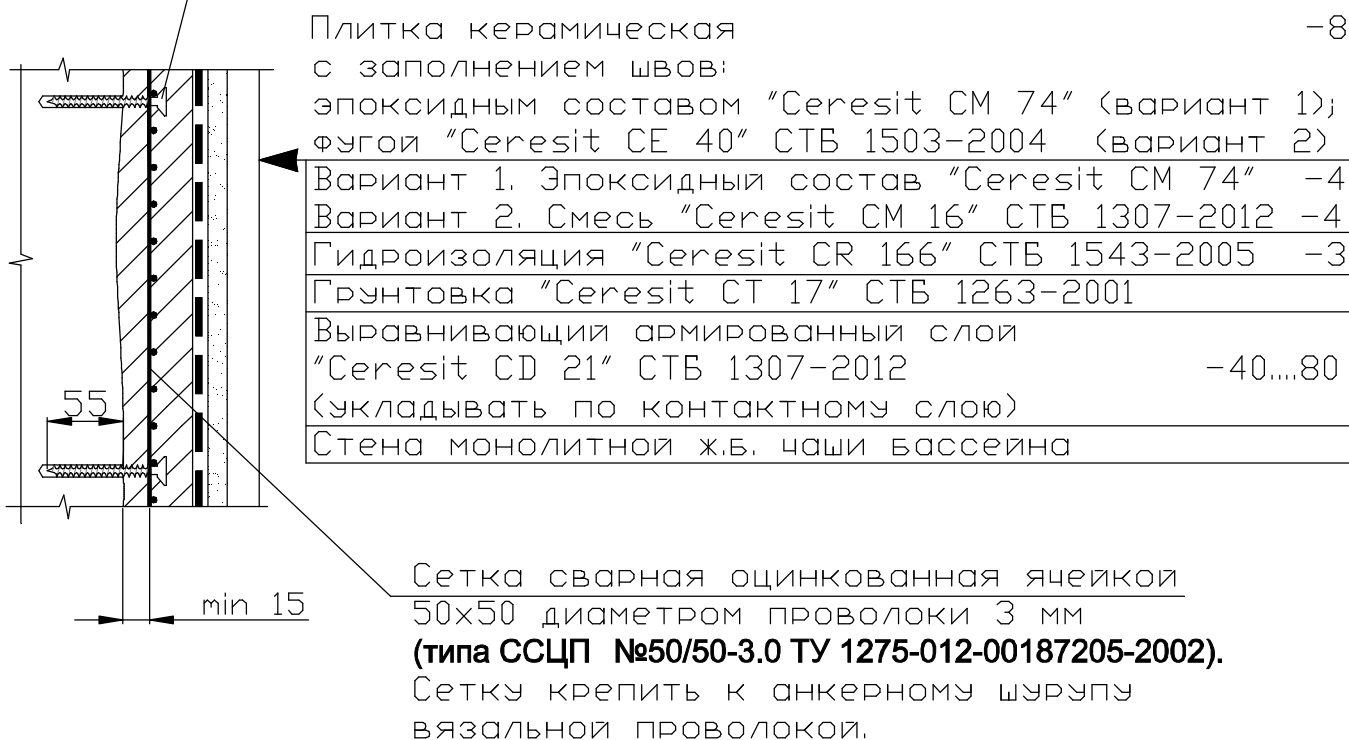 Плитка керамическая -8
с заполнением швов:
эпоксидным составом "Ceresit CM 74" (вариант 1);
фугой "Ceresit CE 40" СТБ 1503-2004 (вариант 2)
Вариант 1. Эпоксидный состав "Ceresit CM 74" -4
Вариант 2. Смесь "Ceresit CM 16" СТБ 1307-2012 -4
Гидроизоляция "Ceresit CR 166" СТБ 1543-2005 -3
Грунтовка "Ceresit CT 17" СТБ 1263-2001
Выравнивающий армированный слой
"Ceresit CD 21" СТБ 1307-2012 -40....80
(укладывать по контактному слою)
Стена монолитной ж.б. чаши бассейна
55
min 15
Сетка сварная оцинкованная ячейкой
50x50 диаметром проволоки 3 мм
(типа ССЦП №50/50-3.0 ТУ 1275-012-00187205-2002).
Сетку крепить к анкерному шурупу
вязальной проволокой.